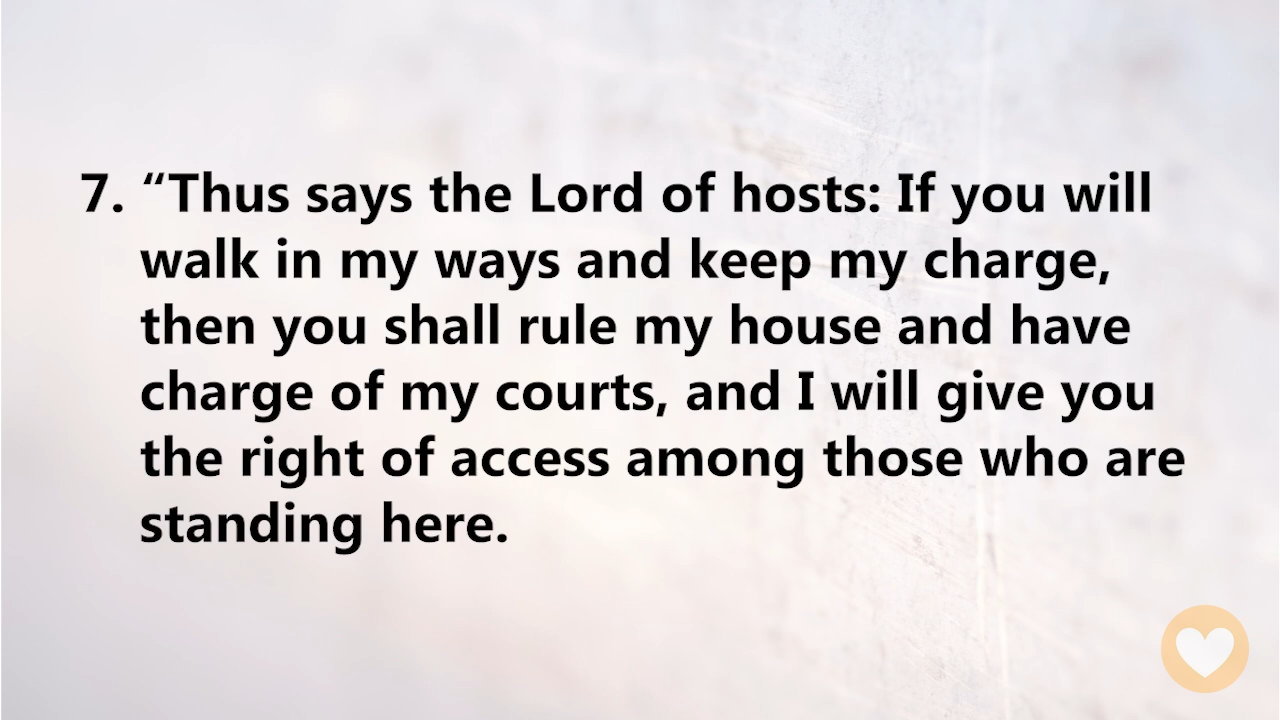 7. “Thus says the Lord of hosts: If you will
walk in my ways and keep my charge,
then you shall rule my house and have
charge of my courts, and I will give you
the right of access among those who are
standing here.